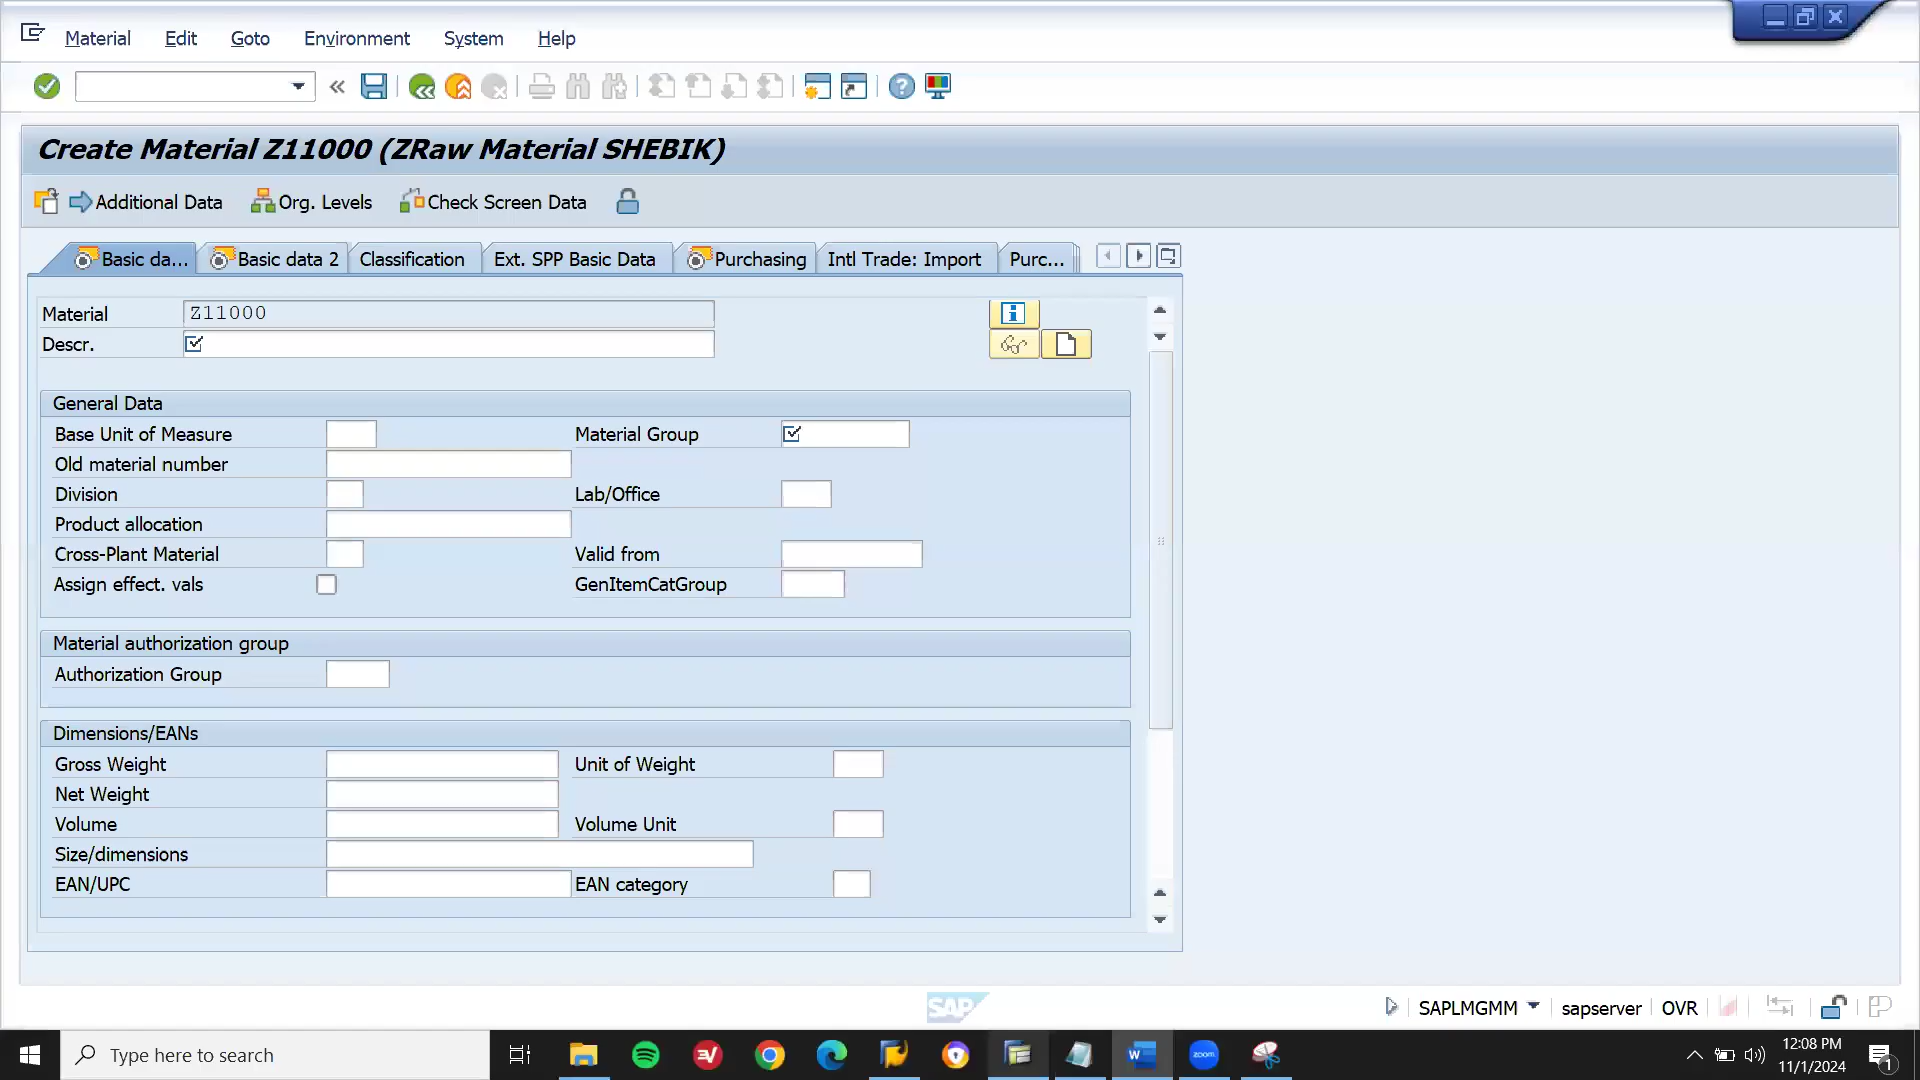 Material Edit Goto Environment System Help
Create Material Z11000 (ZRaw Material SHEBIK)
Additional Data Org. Levels Check Screen Data
Basic da... Basic data 2 Classification Ext. SPP Basic Data Purchasing Intl Trade: Import Purc...
Material Z11000
Descr.
General Data
Base Unit of Measure Material Group
Old material number
Division Lab/Office
Product allocation
Cross-Plant Material Valid from
Assign effect. vals GenItemCatGroup
Material authorization group
Authorization Group
Dimensions/EANs
Gross Weight Unit of Weight
Net Weight
Volume Volume Unit
Size/dimensions
EAN/UPC EAN category
SAP SAPLMGMM sapserver OVR
Type here to search
zoom
12:08 PM
11/1/2024
1